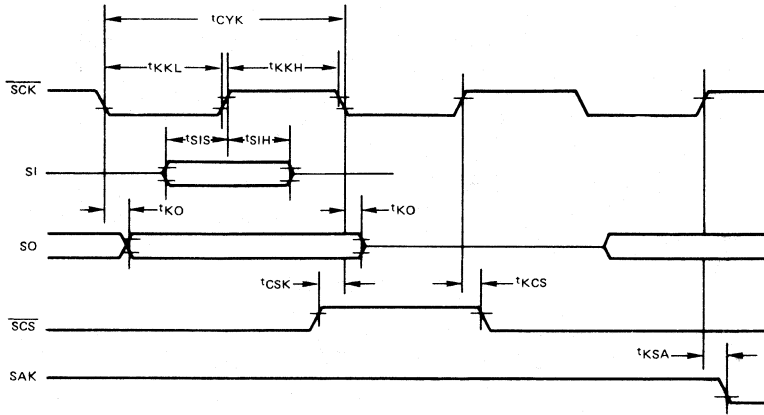 tCYK
tKKL
tKKH
SCK
tSIS
tSIH
SI
tKO
tKO
SO
tCSK
tKCS
SCS
tKSA
SAK